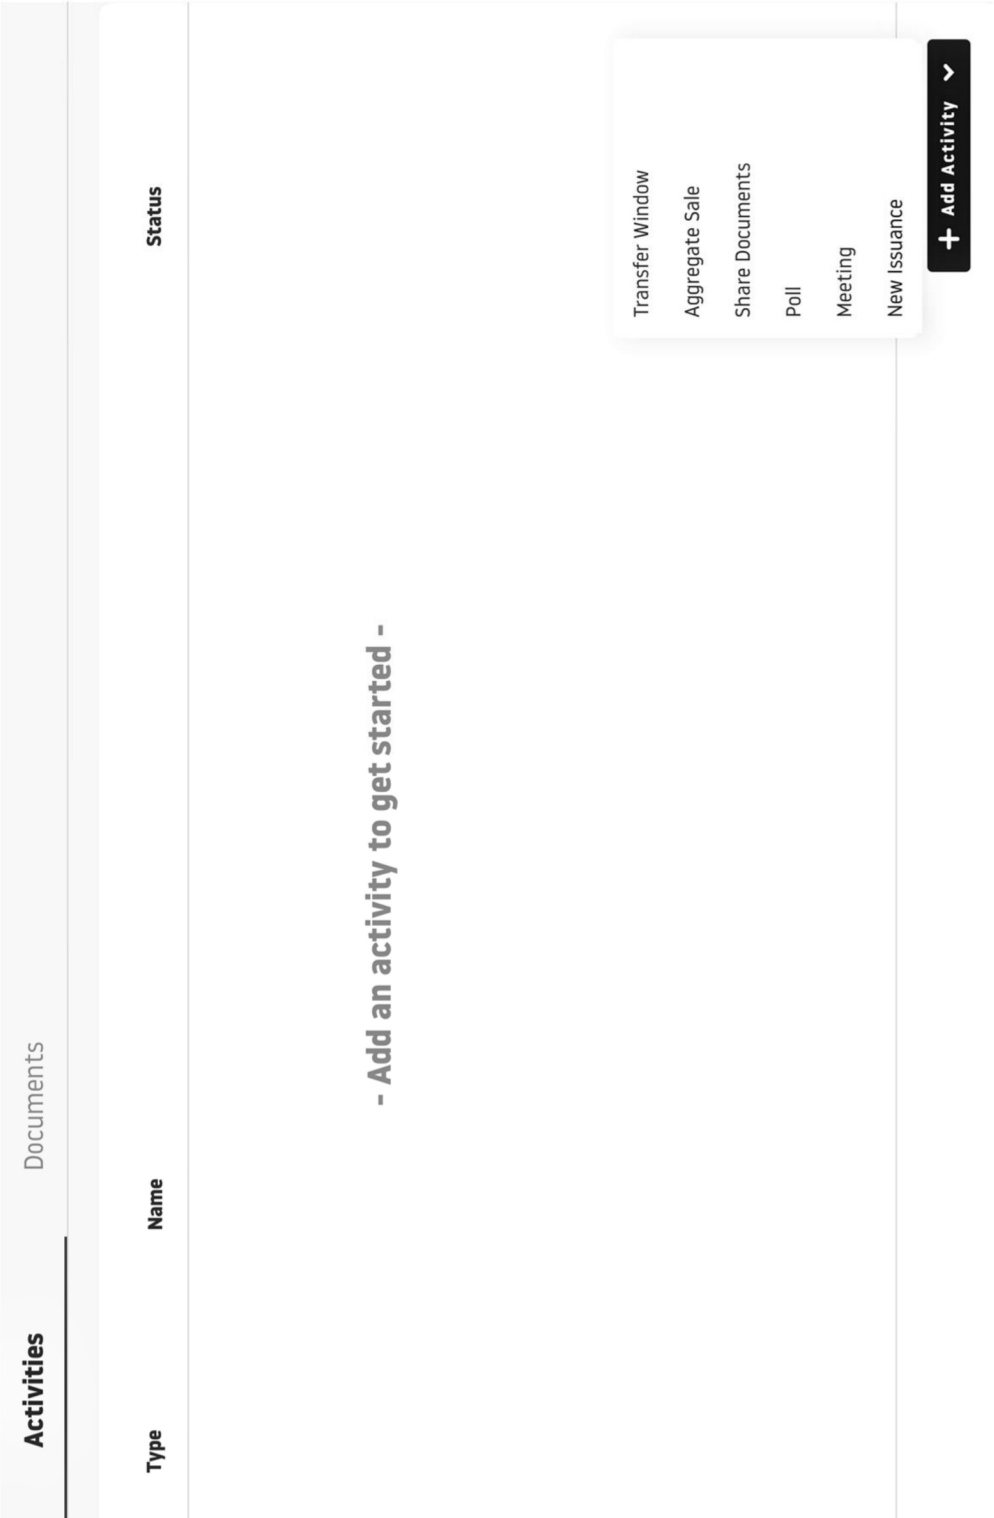 Activities
Documents
Type
Name
Status
- Add an activity to get started -
Transfer Window
Aggregate Sale
Share Documents
Poll
Meeting
New Issuance
+ Add Activity